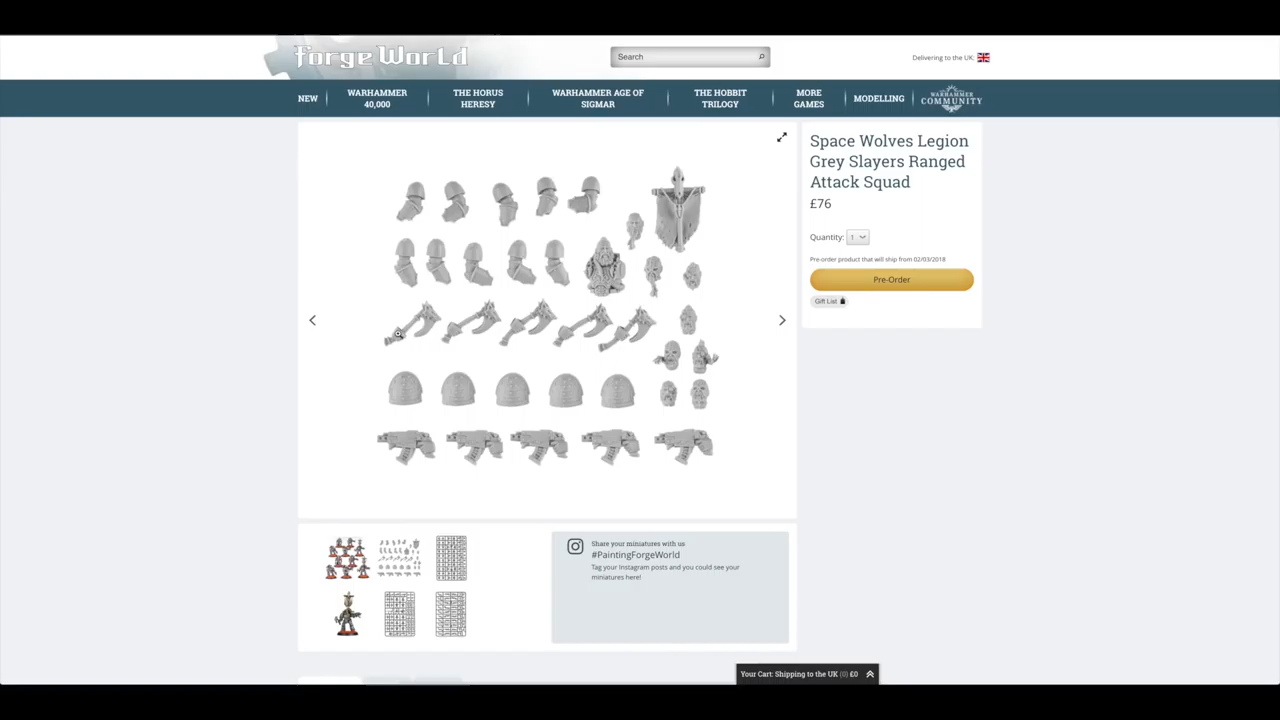 Forge World
Search
Delivering to the UK:
NEW
WARHAMMER
40,000
THE HORUS
HERESY
WARHAMMER AGE OF
SIGMAR
THE HOBBIT
TRILOGY
MORE
GAMES
MODELLING
WARHAMMER
COMMUNITY
Space Wolves Legion
Grey Slayers Ranged
Attack Squad
£76
Quantity: 1
Pre-order product that will ship from 02/03/2018
Pre-Order
Gift List
Share your miniatures with us
#PaintingForgeWorld
Tag your Instagram posts and you could see your
miniatures here!
Your Cart: Shipping to the UK (0) £0